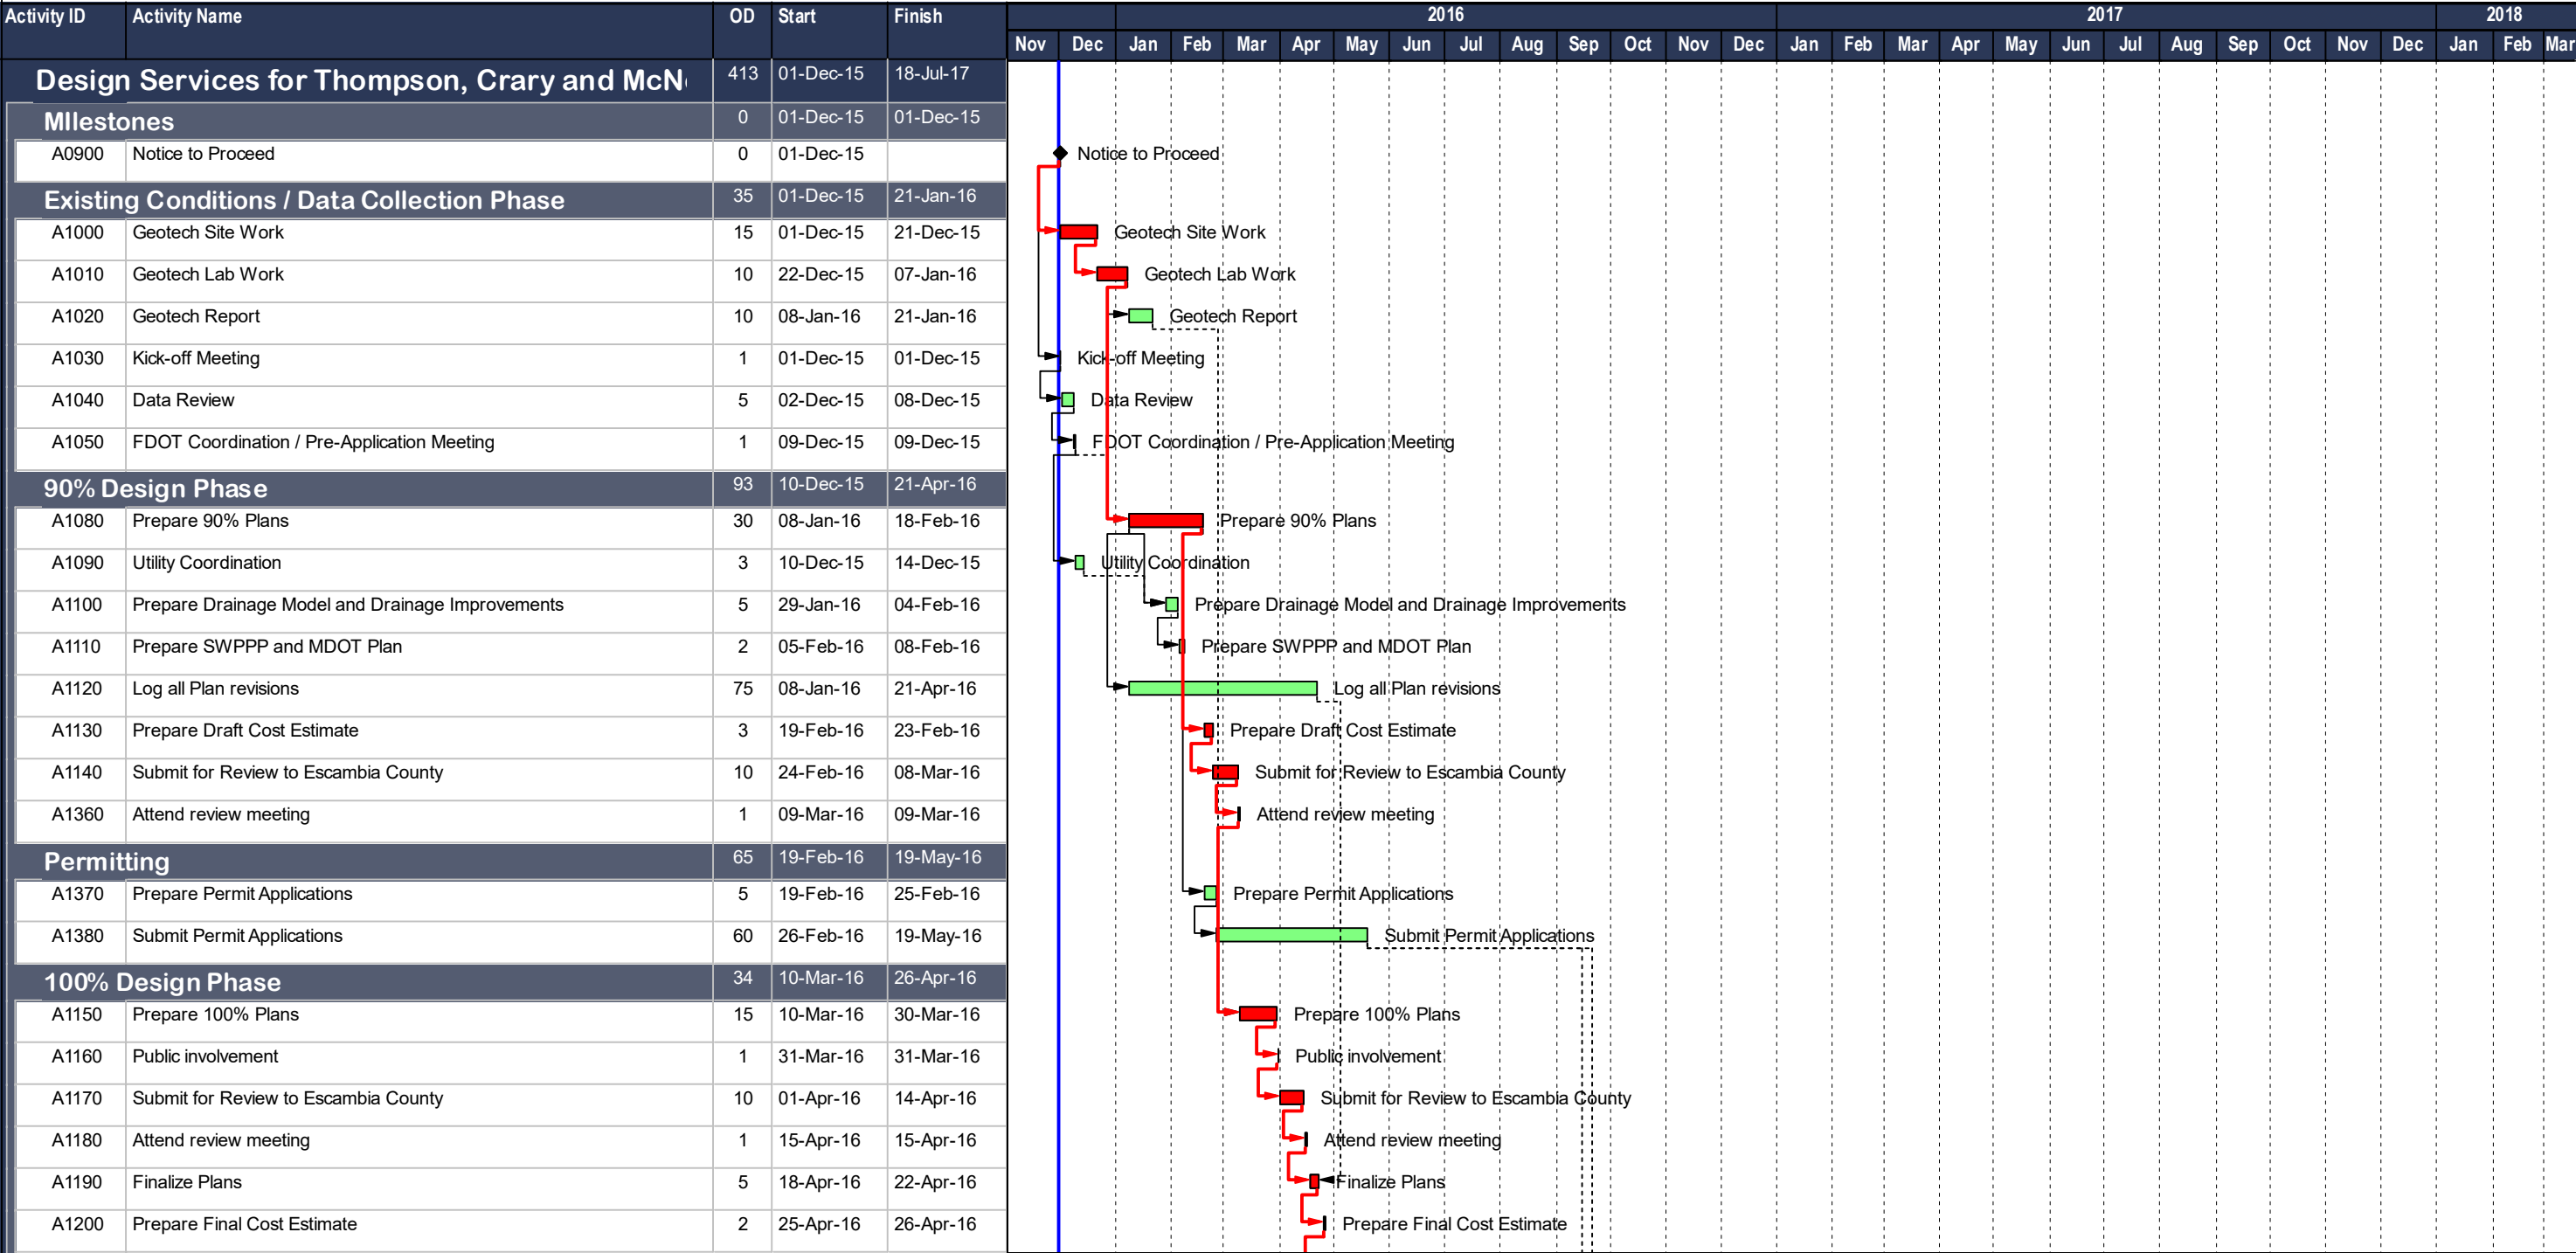 Activity ID Activity Name OD Start Finish 2016 2017 2018
Nov Dec Jan Feb Mar Apr May Jun Jul Aug Sep Oct Nov Dec Jan Feb Mar Apr May Jun Jul Aug Sep Oct Nov Dec Jan Feb Mar
Design Services for Thompson, Crary and McN 413 01-Dec-15 18-Jul-17
MIlestones 0 01-Dec-15 01-Dec-15
A0900 Notice to Proceed 0 01-Dec-15 Notice to Proceed
Existing Conditions / Data Collection Phase 35 01-Dec-15 21-Jan-16
A1000 Geotech Site Work 15 01-Dec-15 21-Dec-15 Geotech Site Work
A1010 Geotech Lab Work 10 22-Dec-15 07-Jan-16 Geotech Lab Work
A1020 Geotech Report 10 08-Jan-16 21-Jan-16 Geotech Report
A1030 Kick-off Meeting 1 01-Dec-15 01-Dec-15 Kick-off Meeting
A1040 Data Review 5 02-Dec-15 08-Dec-15 Data Review
A1050 FDOT Coordination / Pre-Application Meeting 1 09-Dec-15 09-Dec-15 FDOT Coordination / Pre-Application Meeting
90% Design Phase 93 10-Dec-15 21-Apr-16
A1080 Prepare 90% Plans 30 08-Jan-16 18-Feb-16 Prepare 90% Plans
A1090 Utility Coordination 3 10-Dec-15 14-Dec-15 Utility Coordination
A1100 Prepare Drainage Model and Drainage Improvements 5 29-Jan-16 04-Feb-16 Prepare Drainage Model and Drainage Improvements
A1110 Prepare SWPPP and MDOT Plan 2 05-Feb-16 08-Feb-16 Prepare SWPPP and MDOT Plan
A1120 Log all Plan revisions 75 08-Jan-16 21-Apr-16 Log all Plan revisions
A1130 Prepare Draft Cost Estimate 3 19-Feb-16 23-Feb-16 Prepare Draft Cost Estimate
A1140 Submit for Review to Escambia County 10 24-Feb-16 08-Mar-16 Submit for Review to Escambia County
A1360 Attend review meeting 1 09-Mar-16 09-Mar-16 Attend review meeting
Permitting 65 19-Feb-16 19-May-16
A1370 Prepare Permit Applications 5 19-Feb-16 25-Feb-16 Prepare Permit Applications
A1380 Submit Permit Applications 60 26-Feb-16 19-May-16 Submit Permit Applications
100% Design Phase 34 10-Mar-16 26-Apr-16
A1150 Prepare 100% Plans 15 10-Mar-16 30-Mar-16 Prepare 100% Plans
A1160 Public involvement 1 31-Mar-16 31-Mar-16 Public involvement
A1170 Submit for Review to Escambia County 10 01-Apr-16 14-Apr-16 Submit for Review to Escambia County
A1180 Attend review meeting 1 15-Apr-16 15-Apr-16 Attend review meeting
A1190 Finalize Plans 5 18-Apr-16 22-Apr-16 Finalize Plans
A1200 Prepare Final Cost Estimate 2 25-Apr-16 26-Apr-16 Prepare Final Cost Estimate